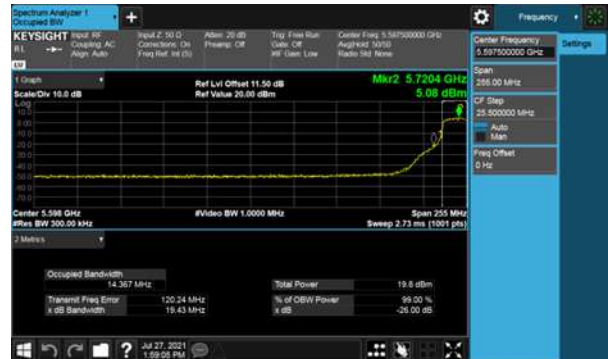 Spectrum Analyzer 1
Occupied BW
Frequency
KEYSIGHT
Input: RF
Coupling: AC
Align: Auto
Input Z: 50 Ω
Corrections: On
Freq Ref: Int (S)
Atten: 20 dB
Preamp: Off
Trig: Free Run
Gate: Off
#IF Gain: Low
Center Freq: 5.597500000 GHz
Avg|Hold: 50/50
Radio Std: None
RL
Center Frequency
5.597500000 GHz
Settings
Span
255.00 MHz
CF Step
25.500000 MHz
Auto
Man
Freq Offset
0 Hz
1 Graph
Scale/Div 10.0 dB
Ref Lvl Offset 11.50 dB
Ref Value 20.00 dBm
Mkr2 5.7204 GHz
5.08 dBm
Log
10.0
0.00
-10.0
-20.0
-30.0
-40.0
-50.0
-60.0
-70.0
Center 5.598 GHz
#Res BW 300.00 kHz
#Video BW 1.0000 MHz
Span 255 MHz
Sweep 2.73 ms (1001 pts)
2 Metrics
Occupied Bandwidth
14.367 MHz
Total Power
19.8 dBm
Transmit Freq Error
120.24 MHz
% of OBW Power
99.00 %
x dB Bandwidth
19.43 MHz
x dB
-26.00 dB
Jul 27, 2021
1:59:05 PM